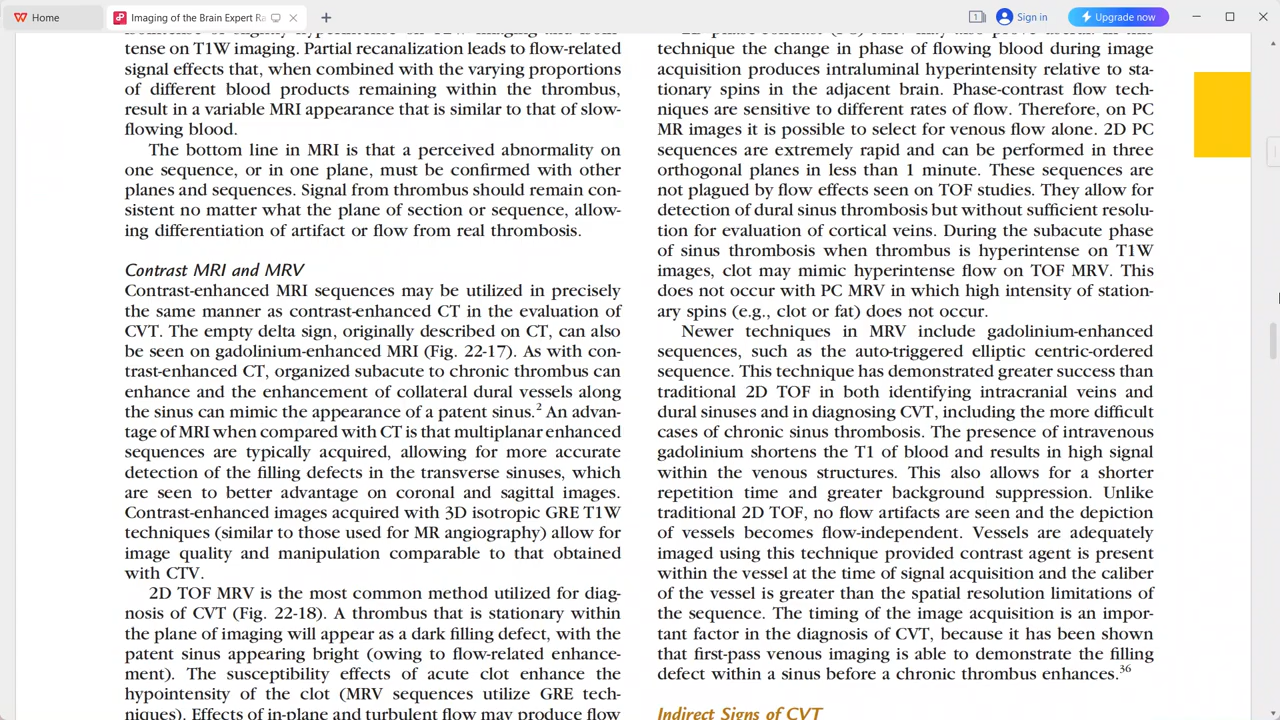 Home
Imaging of the Brain Expert Ra
Sign in
Upgrade now
tense on T1W imaging. Partial recanalization leads to flow-related
signal effects that, when combined with the varying proportions
of different blood products remaining within the thrombus,
result in a variable MRI appearance that is similar to that of slow-
flowing blood.
The bottom line in MRI is that a perceived abnormality on
one sequence, or in one plane, must be confirmed with other
planes and sequences. Signal from thrombus should remain con-
sistent no matter what the plane of section or sequence, allow-
ing differentiation of artifact or flow from real thrombosis.
Contrast MRI and MRV
Contrast-enhanced MRI sequences may be utilized in precisely
the same manner as contrast-enhanced CT in the evaluation of
CVT. The empty delta sign, originally described on CT, can also
be seen on gadolinium-enhanced MRI (Fig. 22-17). As with con-
trast-enhanced CT, organized subacute to chronic thrombus can
enhance and the enhancement of collateral dural vessels along
the sinus can mimic the appearance of a patent sinus.2 An advan-
tage of MRI when compared with CT is that multiplanar enhanced
sequences are typically acquired, allowing for more accurate
detection of the filling defects in the transverse sinuses, which
are seen to better advantage on coronal and sagittal images.
Contrast-enhanced images acquired with 3D isotropic GRE T1W
techniques (similar to those used for MR angiography) allow for
image quality and manipulation comparable to that obtained
with CTV.
2D TOF MRV is the most common method utilized for diag-
nosis of CVT (Fig. 22-18). A thrombus that is stationary within
the plane of imaging will appear as a dark filling defect, with the
patent sinus appearing bright (owing to flow-related enhance-
ment). The susceptibility effects of acute clot enhance the
hypointensity of the clot (MRV sequences utilize GRE tech-
niques). Effects of in-plane and turbulent flow may produce flow
technique the change in phase of flowing blood during image
acquisition produces intraluminal hyperintensity relative to sta-
tionary spins in the adjacent brain. Phase-contrast flow tech-
niques are sensitive to different rates of flow. Therefore, on PC
MR images it is possible to select for venous flow alone. 2D PC
sequences are extremely rapid and can be performed in three
orthogonal planes in less than 1 minute. These sequences are
not plagued by flow effects seen on TOF studies. They allow for
detection of dural sinus thrombosis but without sufficient resolu-
tion for evaluation of cortical veins. During the subacute phase
of sinus thrombosis when thrombus is hyperintense on T1W
images, clot may mimic hyperintense flow on TOF MRV. This
does not occur with PC MRV in which high intensity of station-
ary spins (e.g., clot or fat) does not occur.
Newer techniques in MRV include gadolinium-enhanced
sequences, such as the auto-triggered elliptic centric-ordered
sequence. This technique has demonstrated greater success than
traditional 2D TOF in both identifying intracranial veins and
dural sinuses and in diagnosing CVT, including the more difficult
cases of chronic sinus thrombosis. The presence of intravenous
gadolinium shortens the T1 of blood and results in high signal
within the venous structures. This also allows for a shorter
repetition time and greater background suppression. Unlike
traditional 2D TOF, no flow artifacts are seen and the depiction
of vessels becomes flow-independent. Vessels are adequately
imaged using this technique provided contrast agent is present
within the vessel at the time of signal acquisition and the caliber
of the vessel is greater than the spatial resolution limitations of
the sequence. The timing of the image acquisition is an impor-
tant factor in the diagnosis of CVT, because it has been shown
that first-pass venous imaging is able to demonstrate the filling
defect within a sinus before a chronic thrombus enhances.36
Indirect Signs of CVT